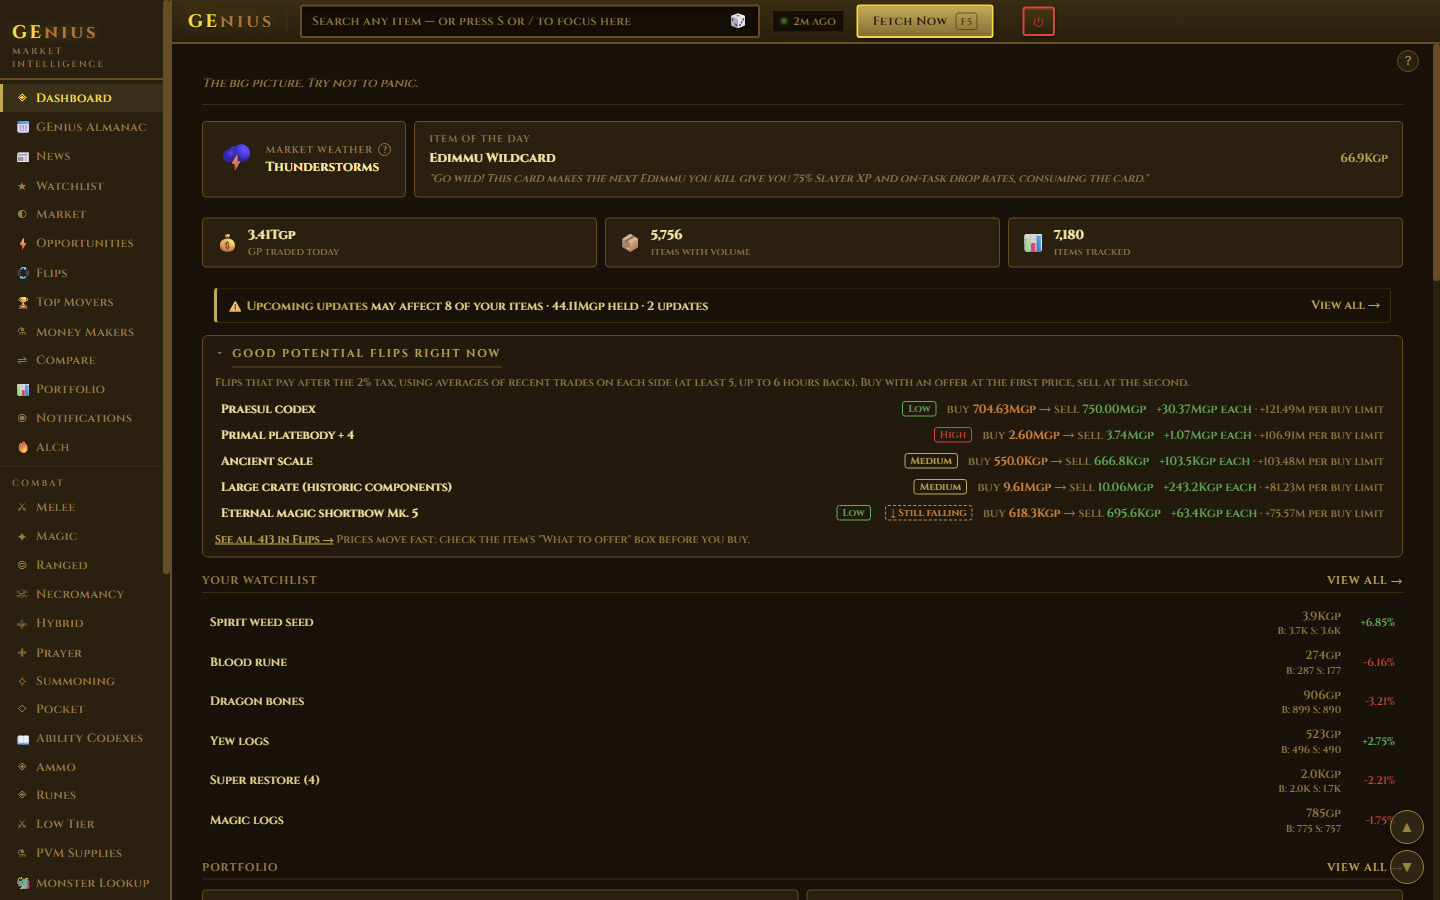 GENIUS
MARKET
INTELLIGENCE
Dashboard
GEnius Almanac
News
Watchlist
Market
Opportunities
Flips
Top Movers
Money Makers
Compare
Portfolio
Notifications
Alch
COMBAT
Melee
Magic
Ranged
Necromancy
Hybrid
Prayer
Summoning
Pocket
Ability Codexes
Ammo
Runes
Low Tier
PVM Supplies
Monster Lookup
GENIUS
Search any item — or press S or / to focus here
2m ago
Fetch Now F5
?
The big picture. Try not to panic.
MARKET WEATHER ?
Thunderstorms
ITEM OF THE DAY
Edimmu Wildcard
66.9Kgp
"Go wild! This card makes the next Edimmu you kill give you 75% Slayer XP and on-task drop rates, consuming the card."
3.41Tgp
GP traded today
5,756
items with volume
7,180
items tracked
Upcoming updates may affect 8 of your items · 44.11Mgp held · 2 updates
View all →
- GOOD POTENTIAL FLIPS RIGHT NOW
Flips that pay after the 2% tax, using averages of recent trades on each side (at least 5, up to 6 hours back). Buy with an offer at the first price, sell at the second.
Praesul codex Low buy 704.63Mgp → sell 750.00Mgp +30.37Mgp each · +121.49M per buy limit
Primal platebody + 4 High buy 2.60Mgp → sell 3.74Mgp +1.07Mgp each · +106.91M per buy limit
Ancient scale Medium buy 550.0Kgp → sell 666.8Kgp +103.5Kgp each · +103.48M per buy limit
Large crate (historic components) Medium buy 9.61Mgp → sell 10.06Mgp +243.2Kgp each · +81.23M per buy limit
Eternal magic shortbow Mk. 5 Low ↓ Still falling buy 618.3Kgp → sell 695.6Kgp +63.4Kgp each · +75.57M per buy limit
See all 413 in Flips → Prices move fast: check the item's "What to offer" box before you buy.
YOUR WATCHLIST
VIEW ALL →
Spirit weed seed 3.9Kgp +6.85%
B: 3.7K S: 3.6K
Blood rune 274gp -6.16%
B: 287 S: 177
Dragon bones 906gp -3.21%
B: 899 S: 890
Yew logs 523gp +2.75%
B: 496 S: 490
Super restore (4) 2.0Kgp -2.21%
B: 2.0K S: 1.7K
Magic logs 785gp -1.75%
B: 775 S: 757
PORTFOLIO
VIEW ALL →